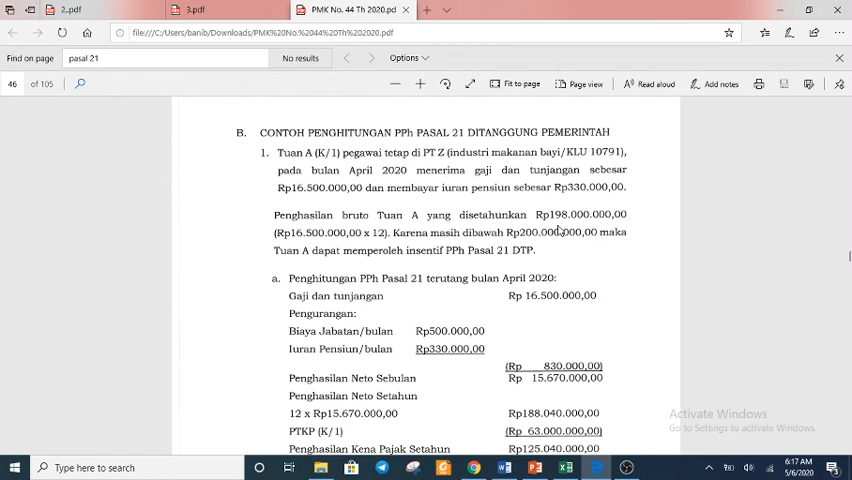 2..pdf
3.pdf
PMK No. 44 Th 2020.pd
file:///C:/Users/banib/Downloads/PMK%20No.%2044%20Th%202020.pdf
Find on page
pasal 21
No results
Options
46 of 105
Fit to page
Page view
Read aloud
Add notes
B. CONTOH PENGHITUNGAN PPh PASAL 21 DITANGGUNG PEMERINTAH
1. Tuan A (K/1) pegawai tetap di PT Z (industri makanan bayi/KLU 10791),
pada bulan April 2020 menerima gaji dan tunjangan sebesar
Rp16.500.000,00 dan membayar iuran pensiun sebesar Rp330.000,00.
Penghasilan bruto Tuan A yang disetahunkan Rp198.000.000,00
(Rp16.500.000,00 x 12). Karena masih dibawah Rp200.000.000,00 maka
Tuan A dapat memperoleh insentif PPh Pasal 21 DTP.
a. Penghitungan PPh Pasal 21 terutang bulan April 2020:
Gaji dan tunjangan Rp 16.500.000,00
Pengurangan:
Biaya Jabatan/bulan Rp500.000,00
Iuran Pensiun/bulan Rp330.000,00
(Rp 830.000,00)
Penghasilan Neto Sebulan Rp 15.670.000,00
Penghasilan Neto Setahun
12 x Rp15.670.000,00 Rp188.040.000,00
PTKP (K/1) (Rp 63.000.000,00)
Penghasilan Kena Pajak Setahun Rp125.040.000,00
Activate Windows
Go to Settings to activate Windows.
Type here to search
6:17 AM
5/6/2020
3